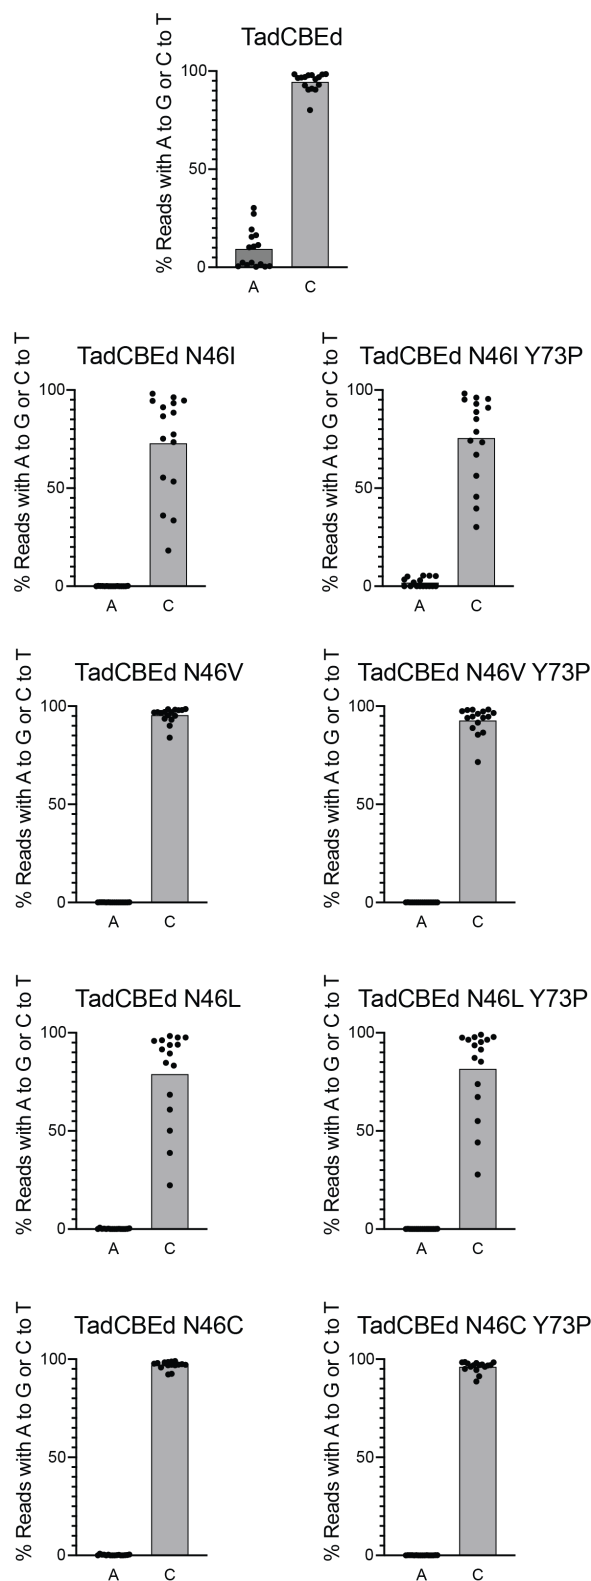 TadCBEd
% Reads with A to G or C to T
100
50
0
A
C
TadCBEd N46I
% Reads with A to G or C to T
100
50
0
A
C
TadCBEd N46I Y73P
% Reads with A to G or C to T
100
50
0
A
C
TadCBEd N46V
% Reads with A to G or C to T
100
50
0
A
C
TadCBEd N46V Y73P
% Reads with A to G or C to T
100
50
0
A
C
TadCBEd N46L
% Reads with A to G or C to T
100
50
0
A
C
TadCBEd N46L Y73P
% Reads with A to G or C to T
100
50
0
A
C
TadCBEd N46C
% Reads with A to G or C to T
100
50
0
A
C
TadCBEd N46C Y73P
% Reads with A to G or C to T
100
50
0
A
C